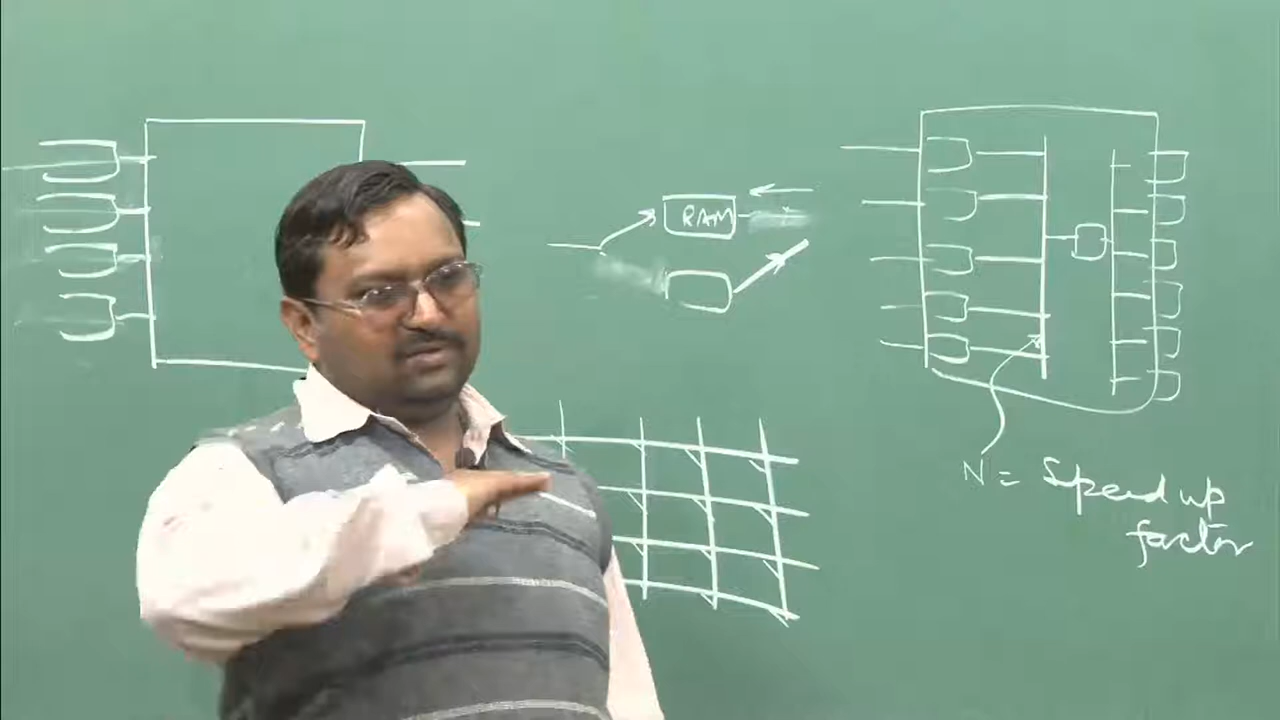 RAM
N = Speed up
factor